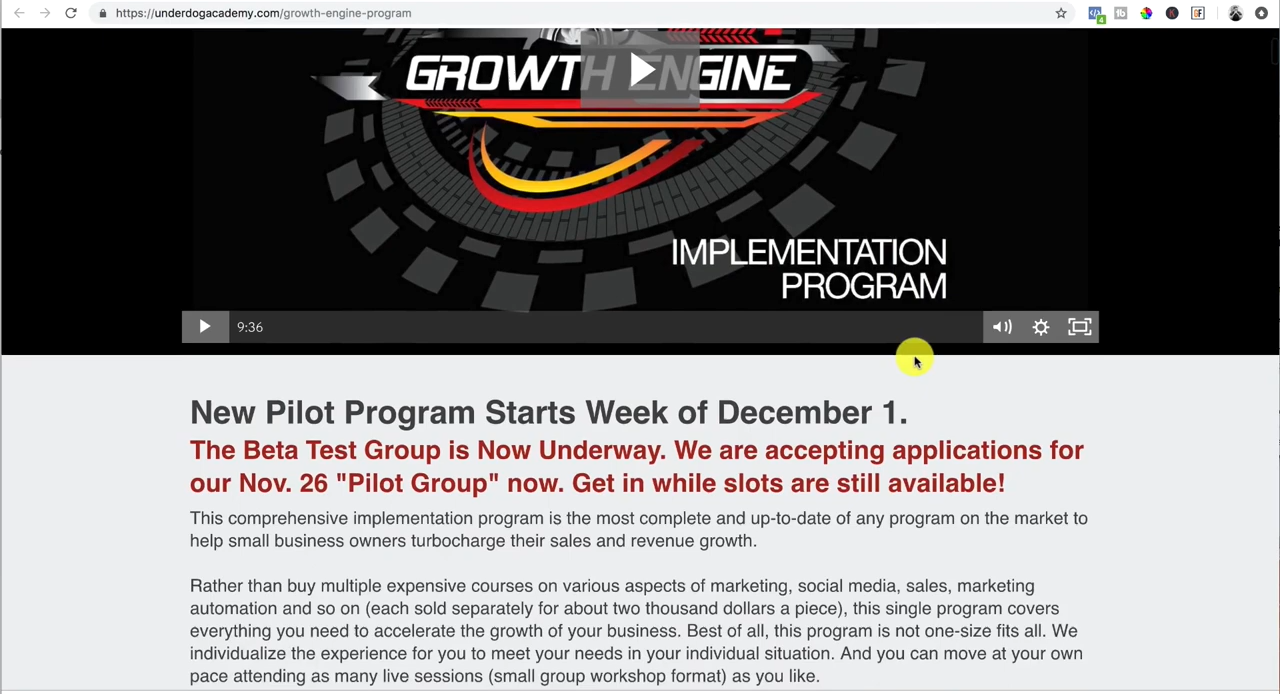 https://underdogacademy.com/growth-engine-program
4
GROWTH ENGINE
IMPLEMENTATION
PROGRAM
9:36
New Pilot Program Starts Week of December 1.
The Beta Test Group is Now Underway. We are accepting applications for
our Nov. 26 "Pilot Group" now. Get in while slots are still available!
This comprehensive implementation program is the most complete and up-to-date of any program on the market to
help small business owners turbocharge their sales and revenue growth.
Rather than buy multiple expensive courses on various aspects of marketing, social media, sales, marketing
automation and so on (each sold separately for about two thousand dollars a piece), this single program covers
everything you need to accelerate the growth of your business. Best of all, this program is not one-size fits all. We
individualize the experience for you to meet your needs in your individual situation. And you can move at your own
pace attending as many live sessions (small group workshop format) as you like.